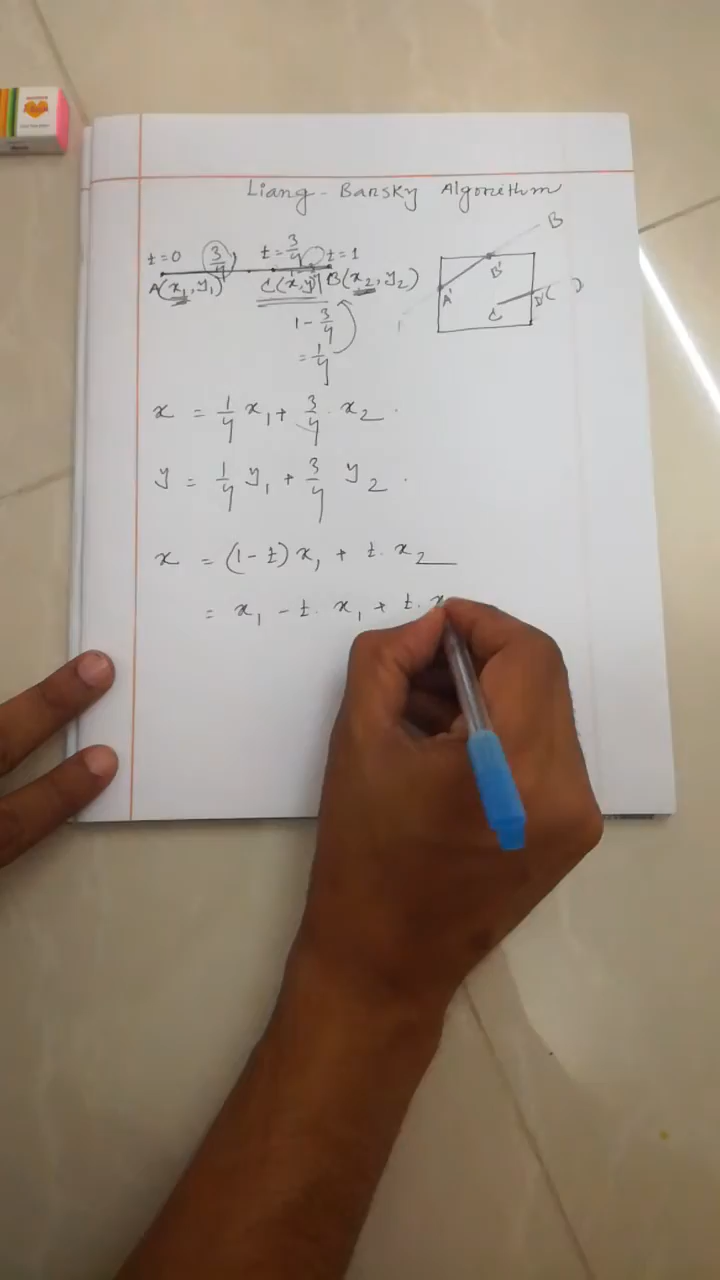 Liang-Barsky Algorithm
t=0 3/4 t=3/4 t=1
A(x₁, y₁) C(x, y) B(x₂, y₂)
1 - 3/4
= 1/4
B
B'
A'
C D'
x = 1/4 x₁ + 3/4 . x₂ .
y = 1/4 y₁ + 3/4 y₂ .
x = (1-t) x₁ + t. x₂
= x₁ - t. x₁ + t. x